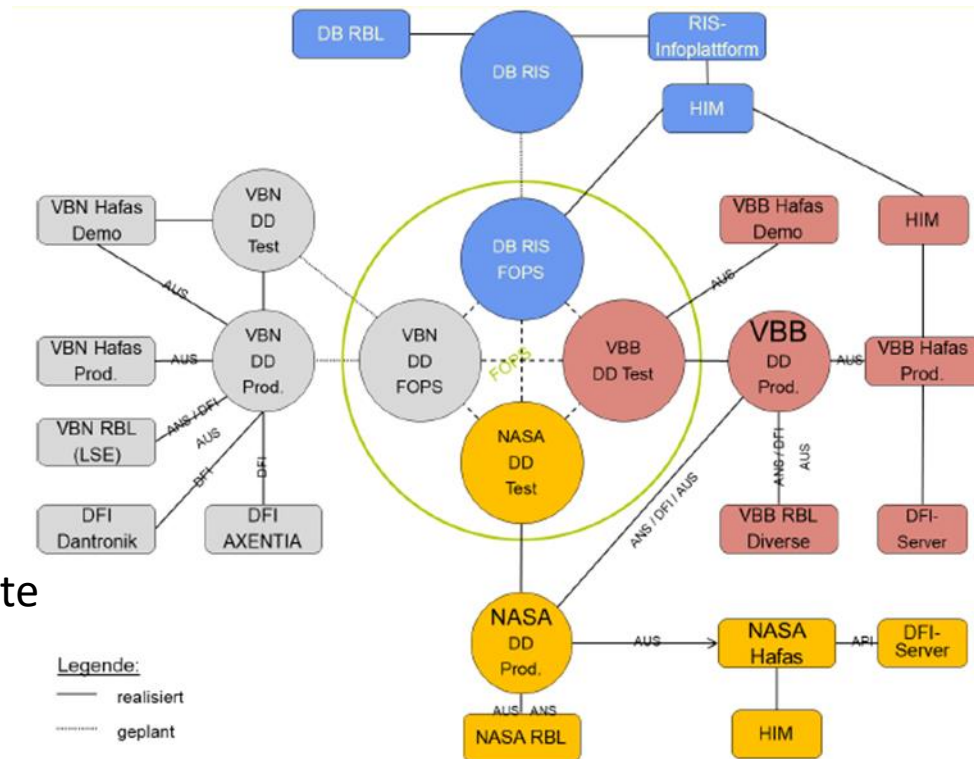 DB RBL
DB RIS
RIS-
Infoplattform
HIM
VBN Hafas
Demo
VBN
DD
Test
DB RIS
FOPS
VBB Hafas
Demo
HIM
AUS
AUS
VBN Hafas
Prod.
AUS
VBN
DD
Prod.
VBN
DD
FOPS
FOPS
VBB
DD Test
VBB
DD
Prod.
AUS
VBB Hafas
Prod.
VBN RBL
(LSE)
ANS / DFI
AUS
NASA
DD
Test
ANS / DFI
AUS
DFI
DFI
ANS / DFI / AUS
DFI
Dantronik
DFI
AXENTIA
VBB RBL
Diverse
DFI-
Server
te
NASA
DD
Prod.
AUS
NASA
Hafas
API
DFI-
Server
Legende:
realisiert
geplant
AUS ANS
NASA RBL
HIM